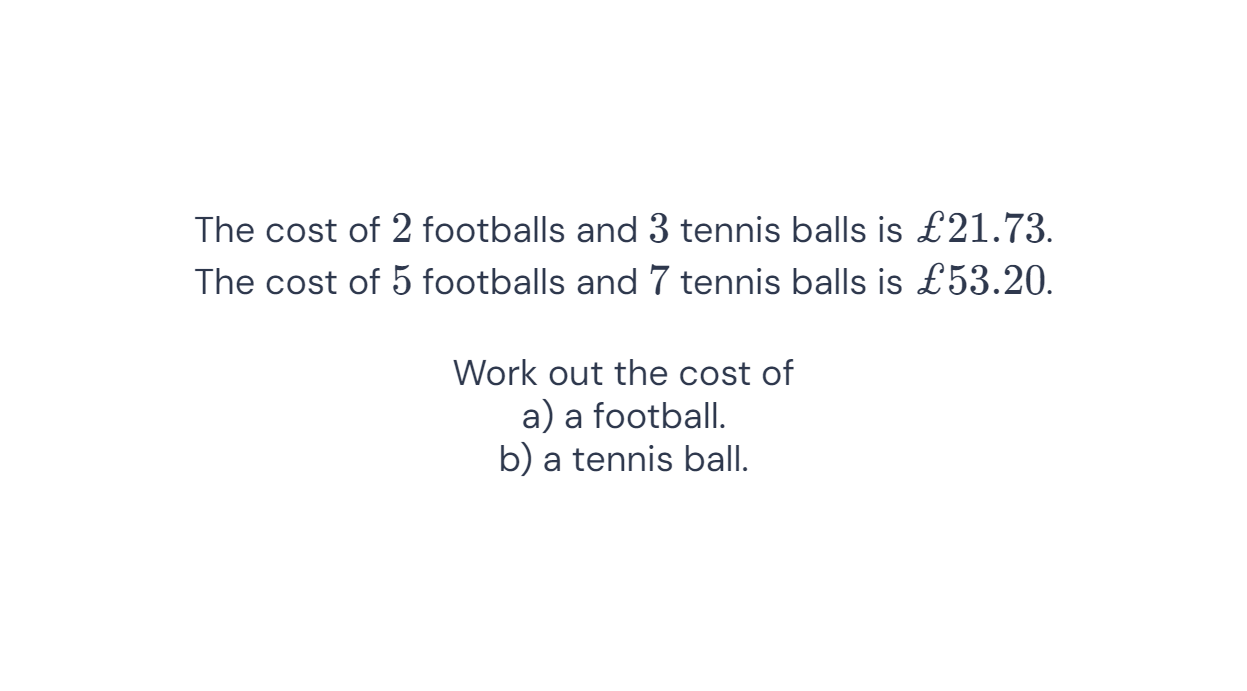 The cost of 2 footballs and 3 tennis balls is £21.73.
The cost of 5 footballs and 7 tennis balls is £53.20.
Work out the cost of
a) a football.
b) a tennis ball.